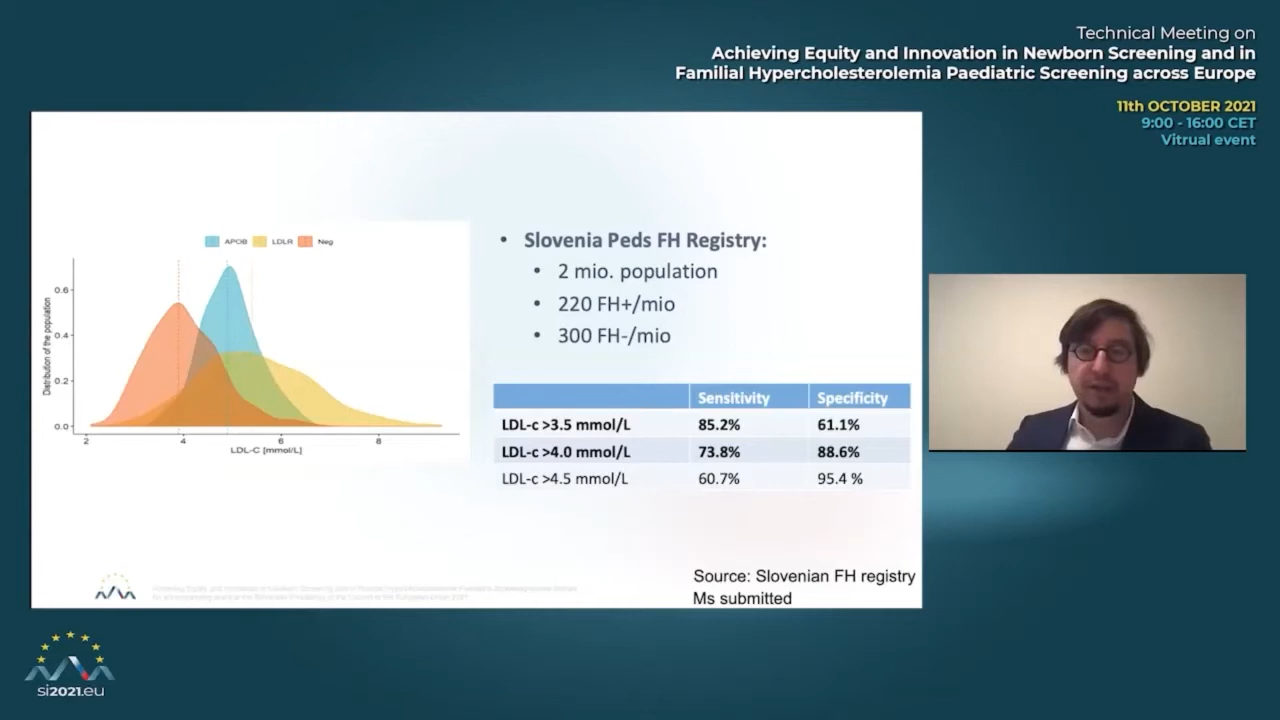 Technical Meeting on
Achieving Equity and Innovation in Newborn Screening and in
Familial Hypercholesterolemia Paediatric Screening across Europe
11th OCTOBER 2021
9:00 - 16:00 CET
Vitrual event
APOB LDLR Neg
Distribution of the population
0.6
0.4
0.2
0.0
2 4 6 8
LDL-C [mmol/L]
• Slovenia Peds FH Registry:
• 2 mio. population
• 220 FH+/mio
• 300 FH-/mio
Sensitivity Specificity
LDL-c >3.5 mmol/L 85.2% 61.1%
LDL-c >4.0 mmol/L 73.8% 88.6%
LDL-c >4.5 mmol/L 60.7% 95.4 %
Source: Slovenian FH registry
Ms submitted
si2021.eu